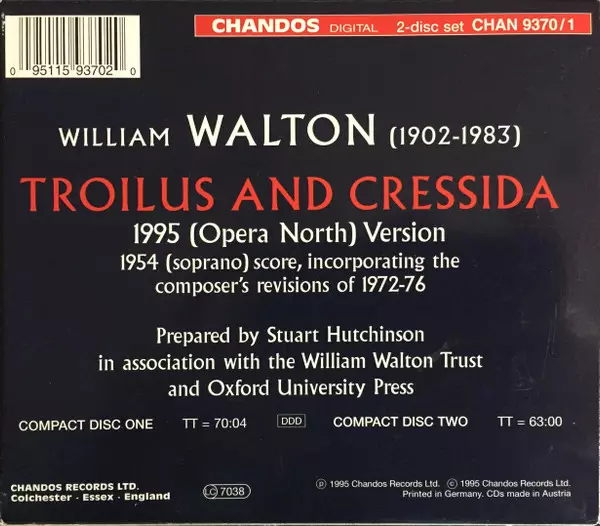 CHANDOS DIGITAL 2-disc set CHAN 9370/1
0 95115 93702 0
WILLIAM WALTON (1902-1983)
TROILUS AND CRESSIDA
1995 (Opera North) Version
1954 (soprano) score, incorporating the
composer's revisions of 1972-76
Prepared by Stuart Hutchinson
in association with the William Walton Trust
and Oxford University Press
COMPACT DISC ONE TT = 70:04 DDD COMPACT DISC TWO TT = 63:00
CHANDOS RECORDS LTD.
Colchester · Essex · England
LC 7038
℗ 1995 Chandos Records Ltd. © 1995 Chandos Records Ltd.
Printed in Germany. CDs made in Austria